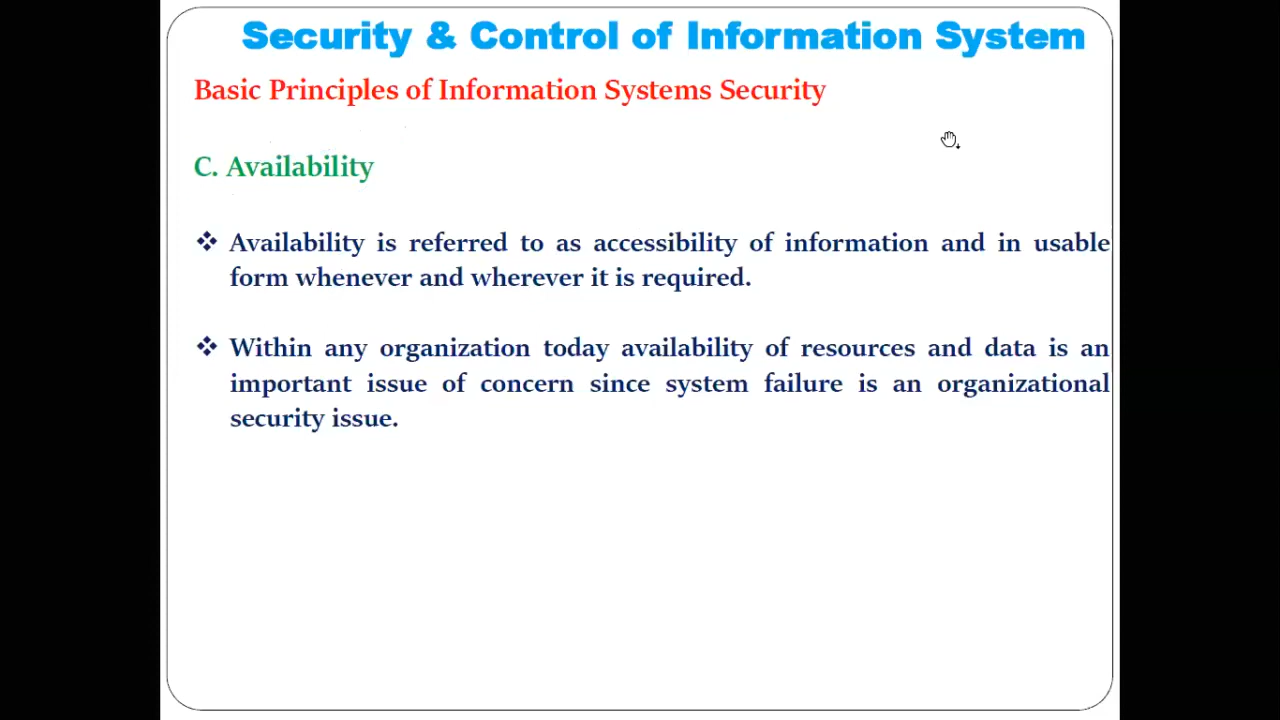 Security & Control of Information System
Basic Principles of Information Systems Security
C. Availability
❖ Availability is referred to as accessibility of information and in usable
form whenever and wherever it is required.
❖ Within any organization today availability of resources and data is an
important issue of concern since system failure is an organizational
security issue.